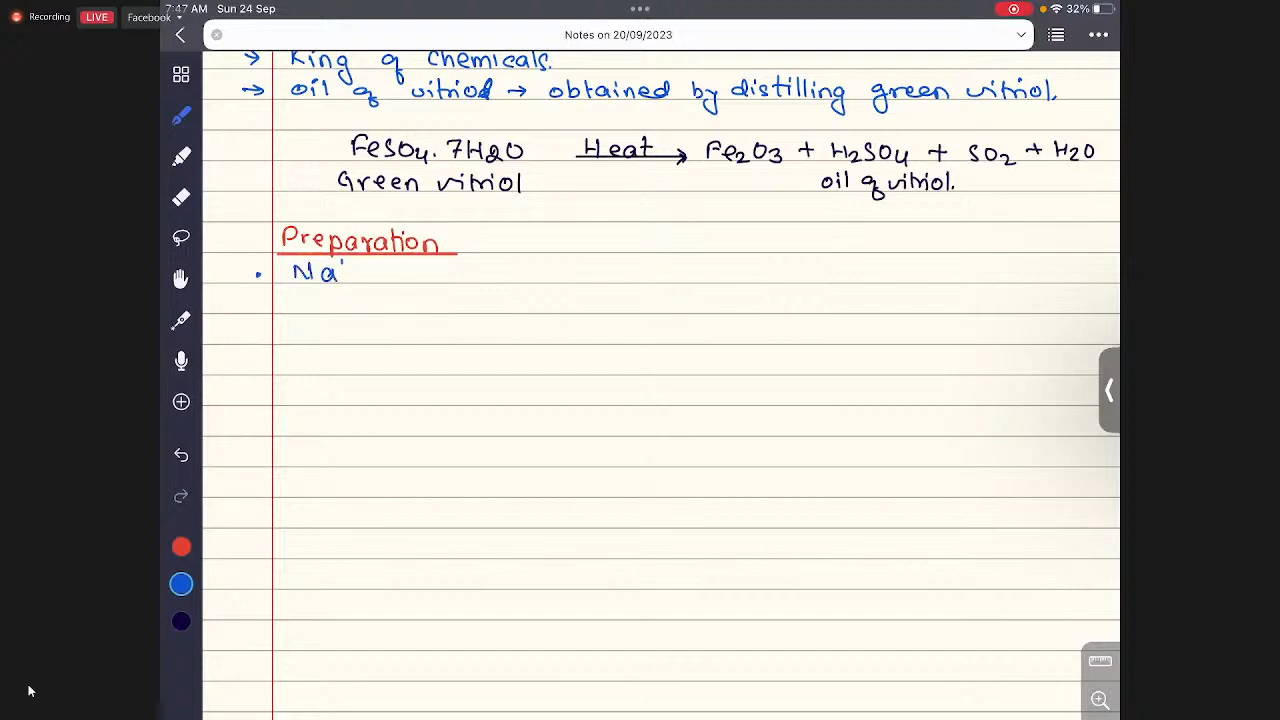 Recording LIVE Facebook
7:47 AM Sun 24 Sep
32%
Notes on 20/09/2023
→ King of chemicals.
→ oil of vitriol → obtained by distilling green vitriol.
FeSO4. 7H2O Heat→ Fe2O3 + H2SO4 + SO2 + H2O
Green vitriol oil of vitriol.
Preparation
• Na'